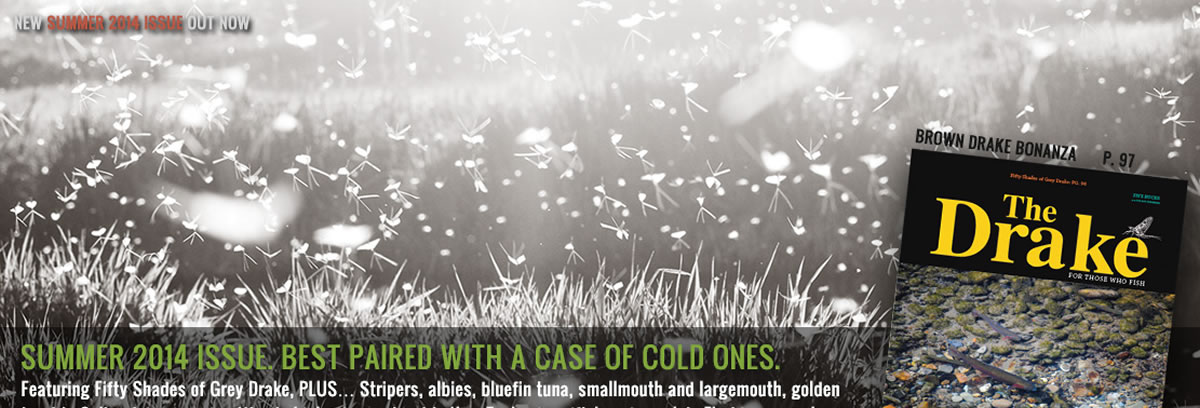 NEW SUMMER 2014 ISSUE OUT NOW
BROWN DRAKE BONANZA P. 97
Fifty Shades of Grey Drake
The
Drake
FOR THOSE WHO FISH
SUMMER 2014 ISSUE. BEST PAIRED WITH A CASE OF COLD ONES.
Featuring Fifty Shades of Grey Drake, PLUS… Stripers, albies, bluefin tuna, smallmouth and largemouth, golden